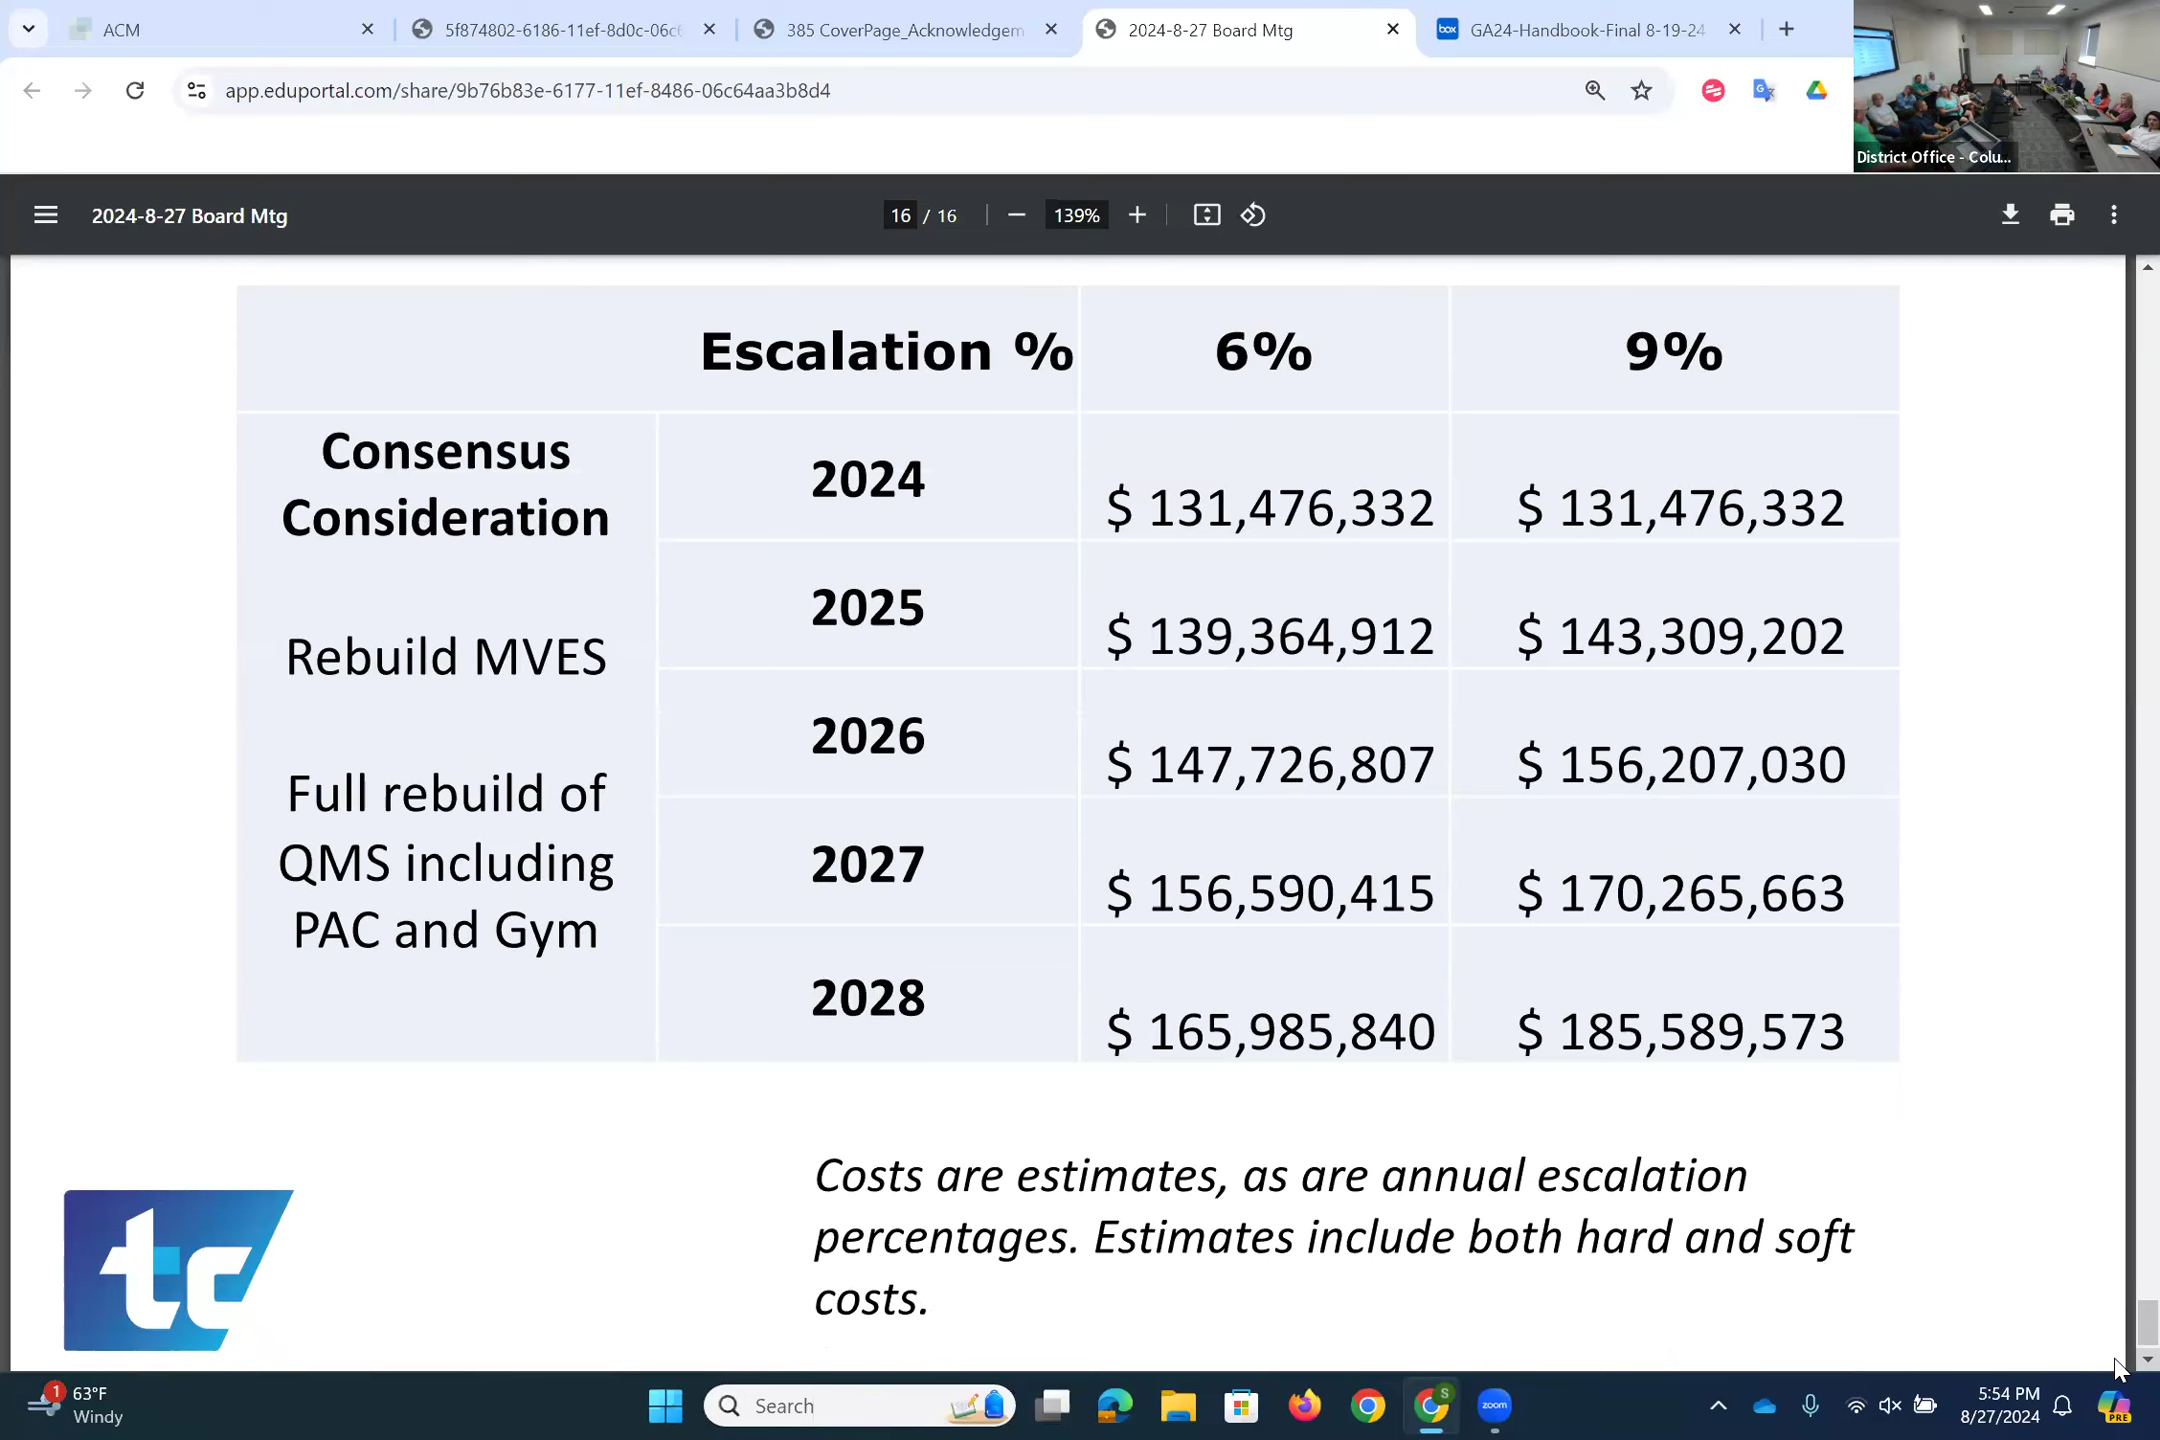 ACM
5f874802-6186-11ef-8d0c-06c6
385 CoverPage_Acknowledgem
2024-8-27 Board Mtg
GA24-Handbook-Final 8-19-24
app.eduportal.com/share/9b76b83e-6177-11ef-8486-06c64aa3b8d4
District Office - Colu...
2024-8-27 Board Mtg
16 / 16
139%
Escalation % 6% 9%
Consensus
Consideration
Rebuild MVES
Full rebuild of
QMS including
PAC and Gym
2024 $ 131,476,332 $ 131,476,332
2025 $ 139,364,912 $ 143,309,202
2026 $ 147,726,807 $ 156,207,030
2027 $ 156,590,415 $ 170,265,663
2028 $ 165,985,840 $ 185,589,573
Costs are estimates, as are annual escalation
percentages. Estimates include both hard and soft
costs.
tc
1
63°F
Windy
Search
zoom
S
5:54 PM
8/27/2024
PRE